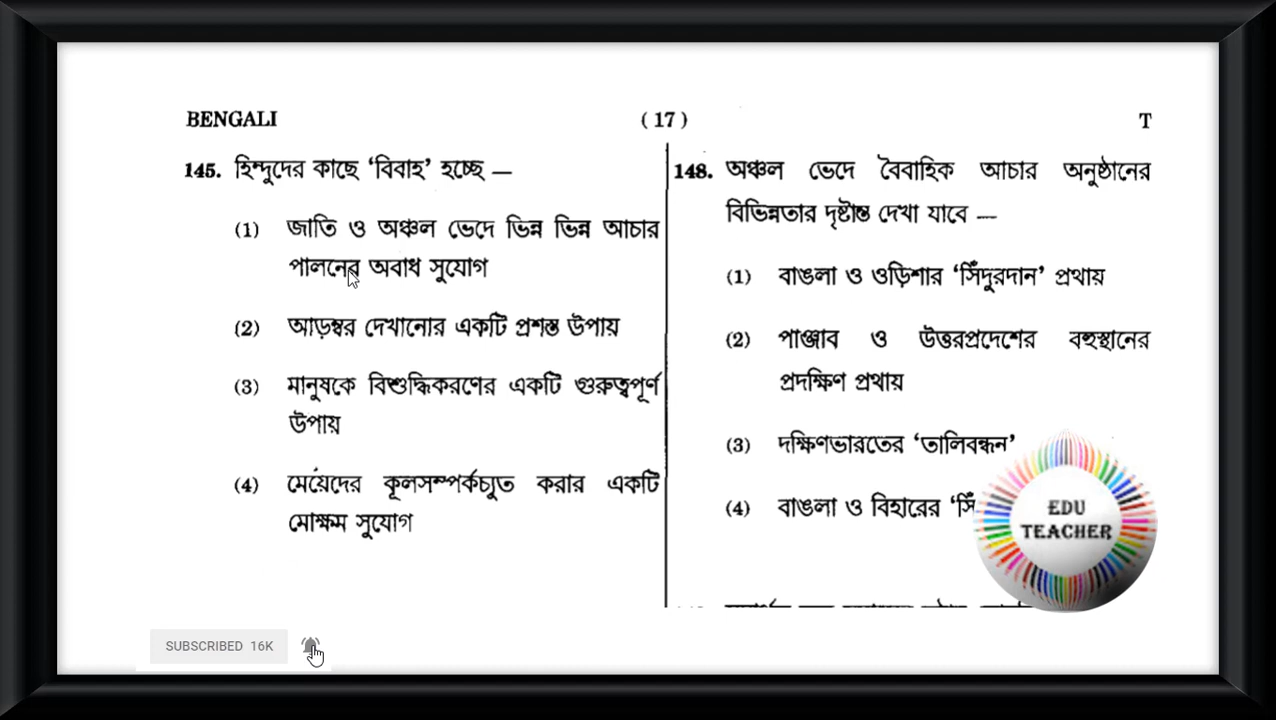 BENGALI
( 17 )
T
145. হিন্দুদের কাছে ‘বিবাহ’ হচ্ছে —
(1) জাতি ও অঞ্চল ভেদে ভিন্ন ভিন্ন আচার
পালনের অবাধ সুযোগ
(2) আড়ম্বর দেখানোর একটি প্রশস্ত উপায়
(3) মানুষকে বিশুদ্ধিকরণের একটি গুরুত্বপূর্ণ
উপায়
(4) মেয়েদের কূলসম্পর্কচ্যুত করার একটি
মোক্ষম সুযোগ
148. অঞ্চল ভেদে বৈবাহিক আচার অনুষ্ঠানের
বিভিন্নতার দৃষ্টান্ত দেখা যাবে —
(1) বাঙলা ও ওড়িশার ‘সিঁদুরদান’ প্রথায়
(2) পাঞ্জাব ও উত্তরপ্রদেশের বহুস্থানের
প্রদক্ষিণ প্রথায়
(3) দক্ষিণভারতের ‘তালিবন্ধন’
(4) বাঙলা ও বিহারের ‘সিঁ
EDU
TEACHER
SUBSCRIBED 16K